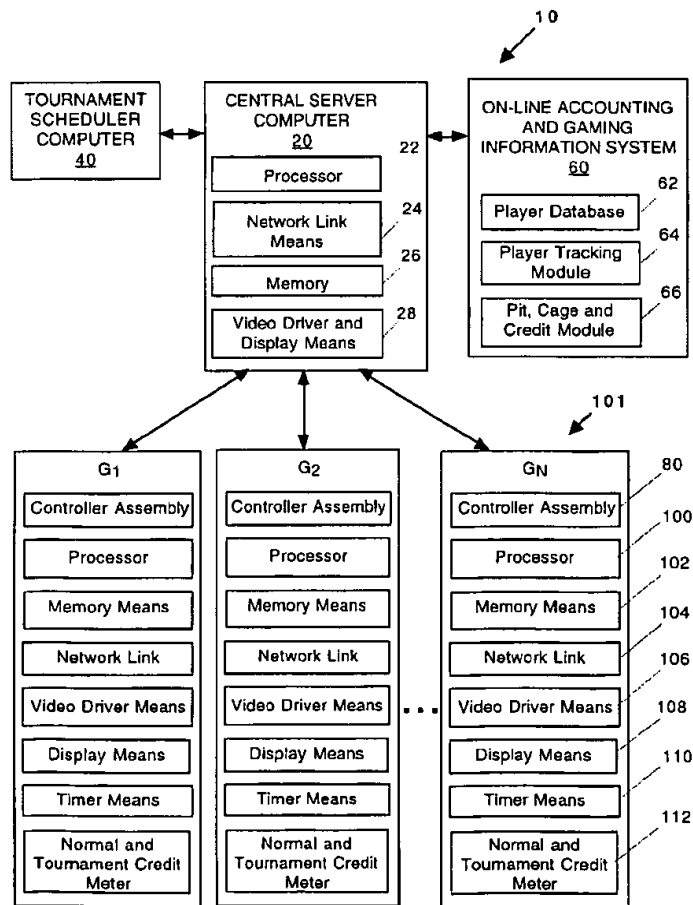 10
TOURNAMENT
SCHEDULER
COMPUTER
40
CENTRAL SERVER
COMPUTER
20
22
Processor
24
Network Link
Means
26
Memory
28
Video Driver and
Display Means
ON-LINE ACCOUNTING
AND GAMING
INFORMATION SYSTEM
60
62
Player Database
64
Player Tracking
Module
66
Pit, Cage and
Credit Module
101
G1
Controller Assembly
Processor
Memory Means
Network Link
Video Driver Means
Display Means
Timer Means
Normal and
Tournament Credit
Meter
G2
Controller Assembly
Processor
Memory Means
Network Link
Video Driver Means
Display Means
Timer Means
Normal and
Tournament Credit
Meter
...
GN
Controller Assembly
80
Processor
100
Memory Means
102
Network Link
104
Video Driver Means
106
Display Means
108
Timer Means
110
Normal and
Tournament Credit
Meter
112